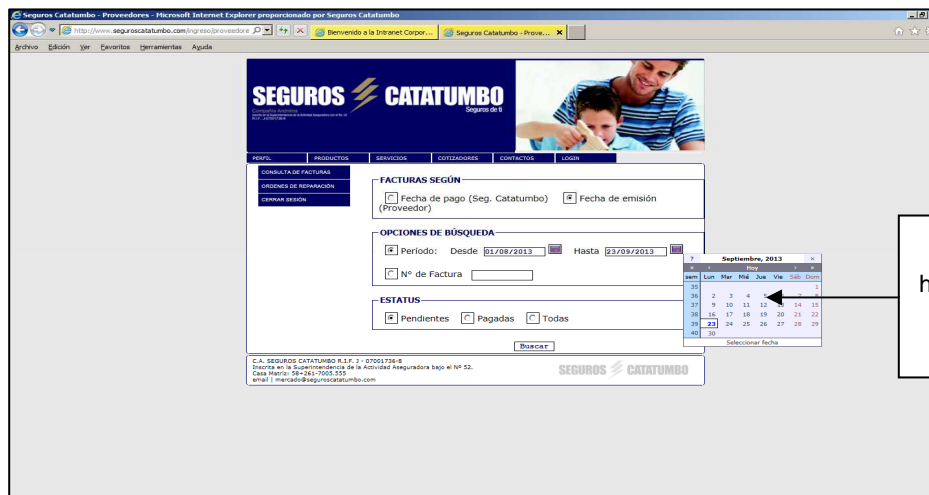 Seguros Catatumbo - Proveedores - Microsoft Internet Explorer proporcionado por Seguros Catatumbo
http://www.seguroscatatumbo.com/ingreso/proveedore
Bienvenido a la Intranet Corpor...
Seguros Catatumbo - Prove...
Archivo Edición Ver Favoritos Herramientas Ayuda
SEGUROS CATATUMBO
Compañía Anónima
Seguros de ti
PERFIL PRODUCTOS SERVICIOS COTIZADORES CONTACTOS LOGIN
CONSULTA DE FACTURAS
ORDENES DE REPARACIÓN
CERRAR SESIÓN
FACTURAS SEGÚN
Fecha de pago (Seg. Catatumbo) Fecha de emisión
(Proveedor)
OPCIONES DE BÚSQUEDA
Período: Desde 01/08/2013 Hasta 23/09/2013
Nº de Factura
ESTATUS
Pendientes Pagadas Todas
Buscar
? Septiembre, 2013 ×
« ‹ Hoy › »
sem Lun Mar Mié Jue Vie Sáb Dom
35 1
36 2 3 4 5 7 8
37 9 10 11 12 13 14 15
38 16 17 18 19 20 21 22
39 23 24 25 26 27 28 29
40 30
Seleccionar fecha
h
C.A. SEGUROS CATATUMBO R.I.F. J - 07001736-8
Inscrita en la Superintendencia de la Actividad Aseguradora bajo el Nº 52.
Casa Matriz: 58+261-7005.555
email | mercado@seguroscatatumbo.com
SEGUROS CATATUMBO